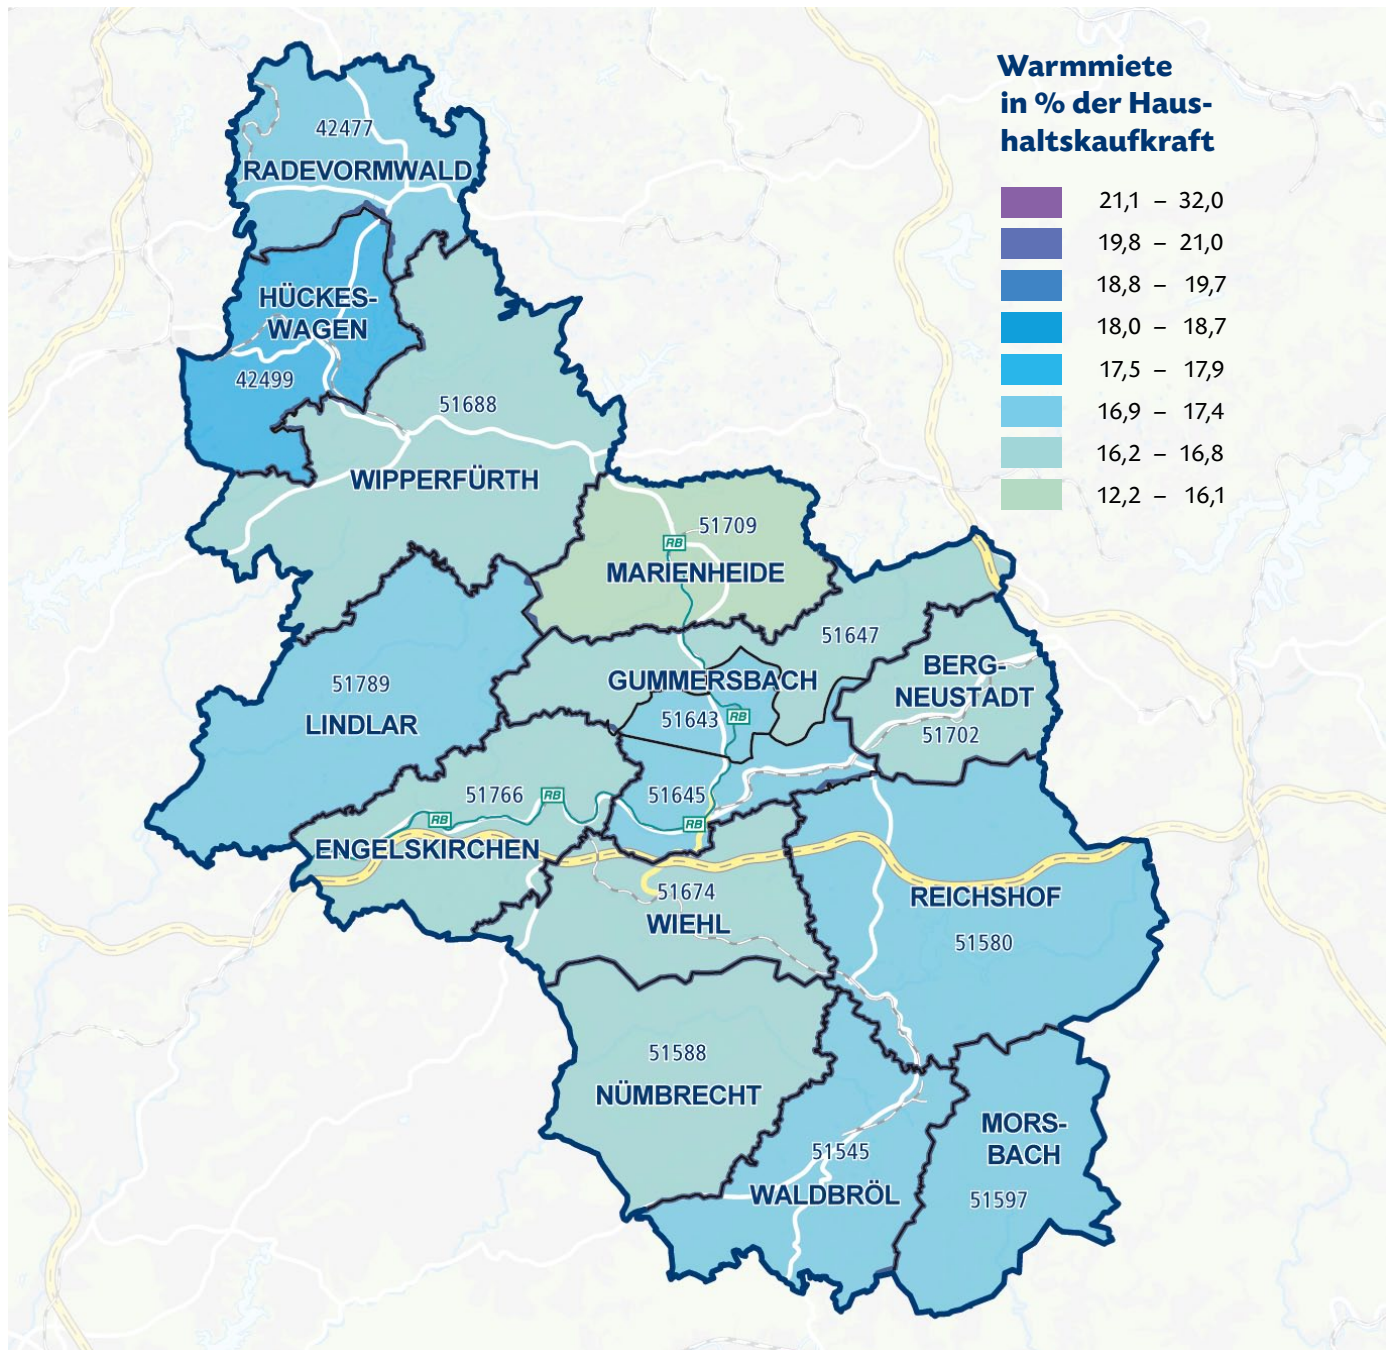 Warmmiete
in % der Haus-
haltskaufkraft
21,1 – 32,0
19,8 – 21,0
18,8 – 19,7
18,0 – 18,7
17,5 – 17,9
16,9 – 17,4
16,2 – 16,8
12,2 – 16,1
42477
RADEVORMWALD
HÜCKES-
WAGEN
42499
51688
WIPPERFÜRTH
51709
RB
MARIENHEIDE
51647
GUMMERSBACH
51643
RB
BERG-
NEUSTADT
51702
51789
LINDLAR
51766
RB
RB
ENGELSKIRCHEN
51645
RB
51674
WIEHL
REICHSHOF
51580
51588
NÜMBRECHT
51545
WALDBRÖL
MORS-
BACH
51597